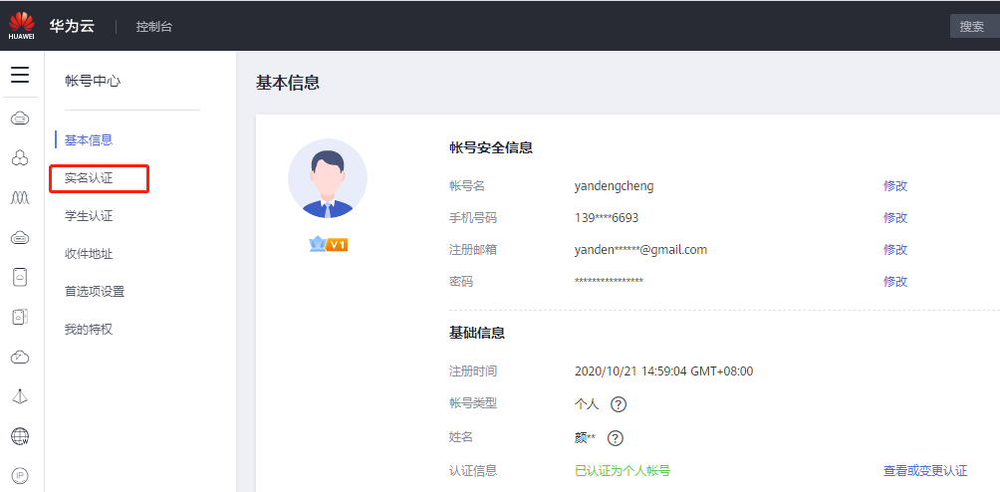 HUAWEI 华为云 控制台 搜索
帐号中心
基本信息
实名认证
学生认证
收件地址
首选项设置
我的特权
基本信息
V1
帐号安全信息
帐号名 yandengcheng 修改
手机号码 139****6693 修改
注册邮箱 yanden******@gmail.com 修改
密码 **************** 修改
基础信息
注册时间 2020/10/21 14:59:04 GMT+08:00
帐号类型 个人 ?
姓名 颜** ?
认证信息 已认证为个人帐号 查看或变更认证
IP